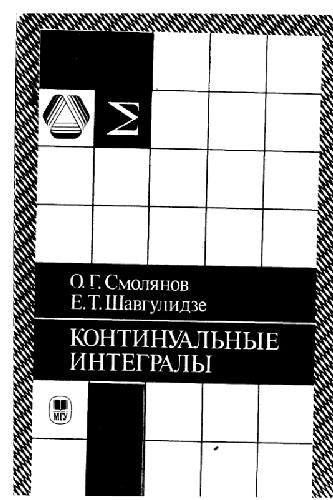 Σ
О. Г. Смолянов
Е. Т. Шавгулидзе
КОНТИНУАЛЬНЫЕ
ИНТЕГРАЛЫ
МГУ